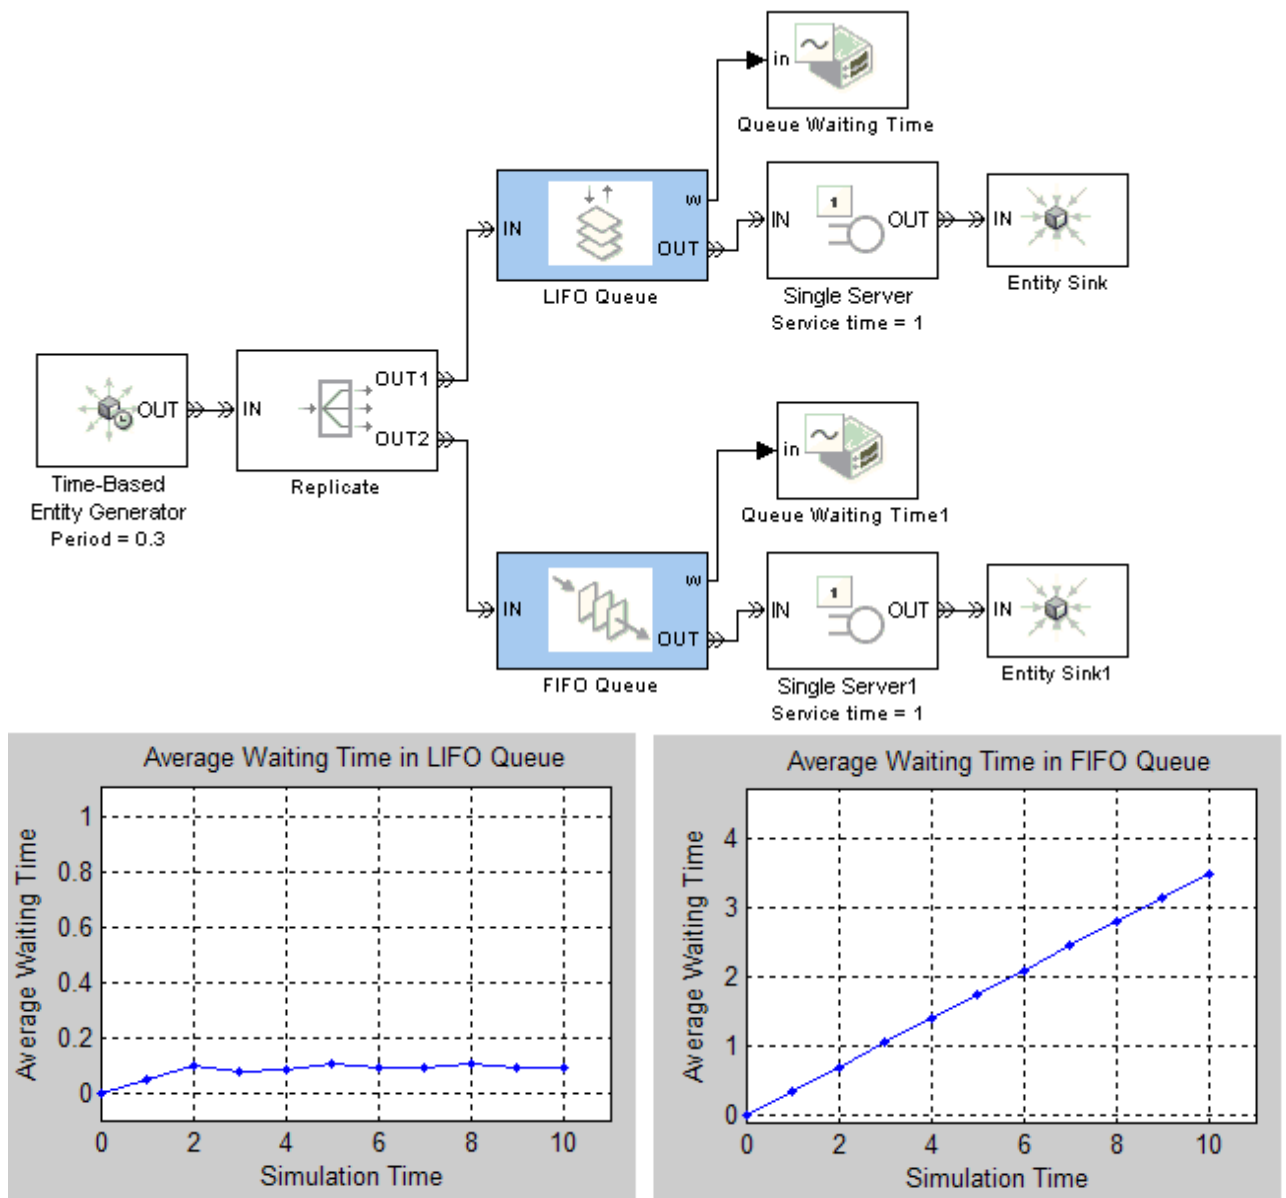 in
Queue Waiting Time
IN
w
OUT
LIFO Queue
IN
1
OUT
Single Server
Service time = 1
IN
Entity Sink
OUT
Time-Based
Entity Generator
Period = 0.3
IN
OUT1
OUT2
Replicate
in
Queue Waiting Time1
IN
w
OUT
FIFO Queue
IN
1
OUT
Single Server1
Service time = 1
IN
Entity Sink1
Average Waiting Time in LIFO Queue
Average Waiting Time
1
0.8
0.6
0.4
0.2
0
0 2 4 6 8 10
Simulation Time
Average Waiting Time in FIFO Queue
Average Waiting Time
4
3
2
1
0
0 2 4 6 8 10
Simulation Time